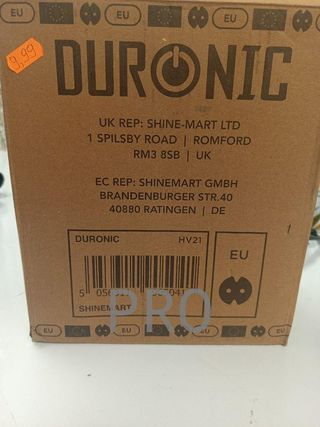 EU
EU
9,99
DURONIC
UK REP: SHINE-MART LTD
1 SPILSBY ROAD | ROMFORD
RM3 8SB | UK
EC REP: SHINEMART GMBH
BRANDENBURGER STR.40
40880 RATINGEN | DE
DURONIC HV21
EU
SHINEMART
PRO
EU
EU
EU
EU